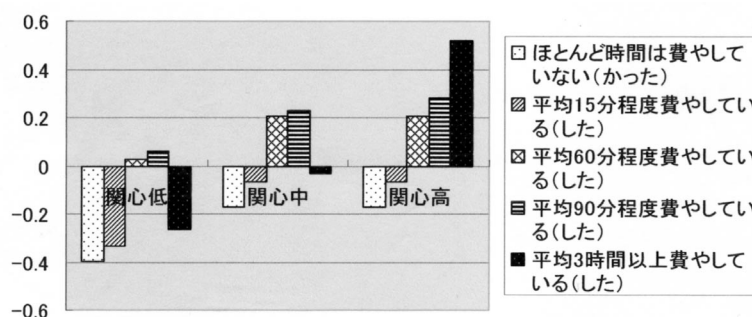 0.6
0.4
0.2
0
−0.2
−0.4
−0.6
関心低
関心中
関心高
ほとんど時間は費やして
いない(かった)
平均15分程度費やしてい
る(した)
平均60分程度費やしてい
る(した)
平均90分程度費やしてい
る(した)
平均3時間以上費やして
いる(した)